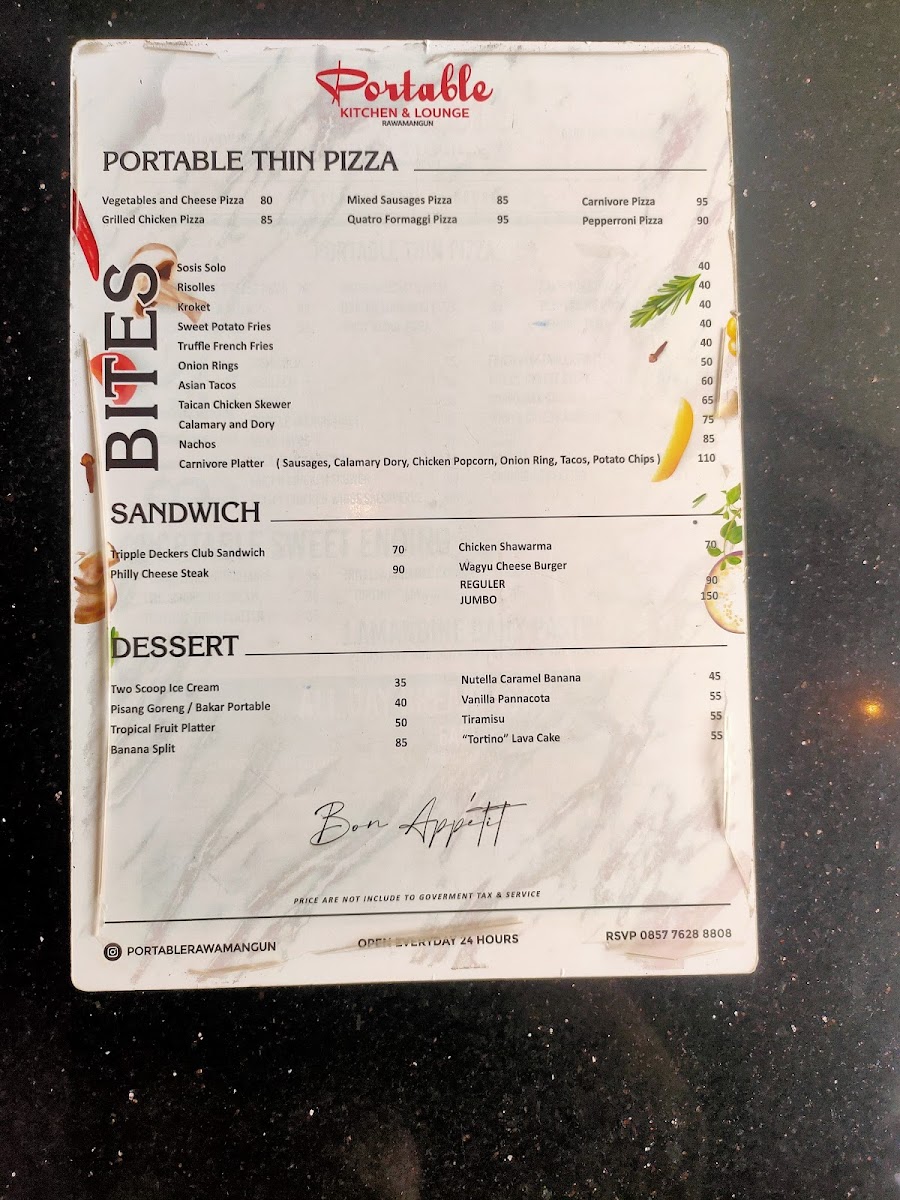 Portable
KITCHEN & LOUNGE
RAWAMANGUN
PORTABLE THIN PIZZA
Vegetables and Cheese Pizza 80 Mixed Sausages Pizza 85 Carnivore Pizza 95
Grilled Chicken Pizza 85 Quatro Formaggi Pizza 95 Pepperroni Pizza 90
BITES
Sosis Solo 40
Risolles 40
Kroket 40
Sweet Potato Fries 40
Truffle French Fries 40
Onion Rings 50
Asian Tacos 60
Taican Chicken Skewer 65
Calamary and Dory 75
Nachos 85
Carnivore Platter ( Sausages, Calamary Dory, Chicken Popcorn, Onion Ring, Tacos, Potato Chips ) 110
SANDWICH
Tripple Deckers Club Sandwich 70 Chicken Shawarma 70
Philly Cheese Steak 90 Wagyu Cheese Burger
REGULER 90
JUMBO 150
DESSERT
Two Scoop Ice Cream 35 Nutella Caramel Banana 45
Pisang Goreng / Bakar Portable 40 Vanilla Pannacota 55
Tropical Fruit Platter 50 Tiramisu 55
Banana Split 85 “Tortino” Lava Cake 55
Bon Appétit
PRICE ARE NOT INCLUDE TO GOVERMENT TAX & SERVICE
PORTABLERAWAMANGUN OPEN EVERYDAY 24 HOURS RSVP 0857 7628 8808